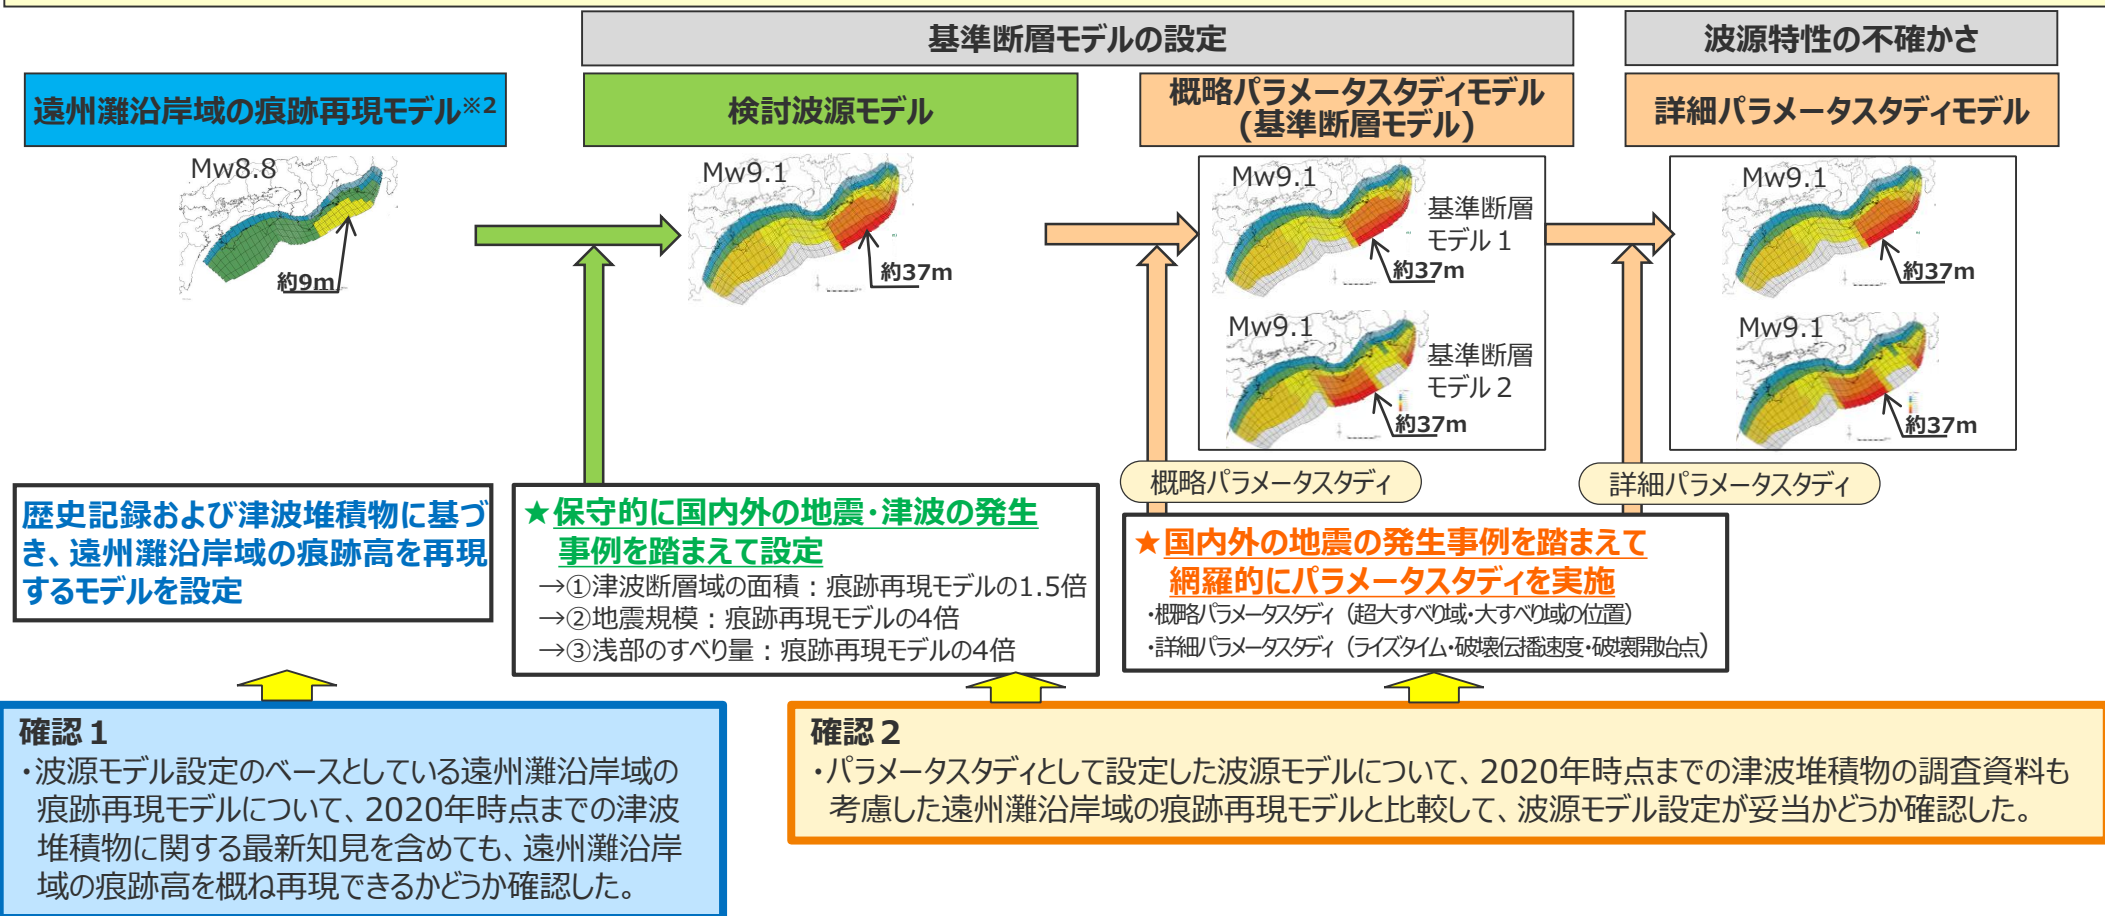 基準断層モデルの設定
波源特性の不確かさ
遠州灘沿岸域の痕跡再現モデル※2
検討波源モデル
概略パラメータスタディモデル
(基準断層モデル)
詳細パラメータスタディモデル
Mw8.8
約9m
Mw9.1
約37m
Mw9.1
基準断層
モデル１
約37m
Mw9.1
基準断層
モデル２
約37m
Mw9.1
約37m
Mw9.1
約37m
概略パラメータスタディ
詳細パラメータスタディ
歴史記録および津波堆積物に基づ
き、遠州灘沿岸域の痕跡高を再現
するモデルを設定
★保守的に国内外の地震・津波の発生
事例を踏まえて設定
→①津波断層域の面積：痕跡再現モデルの1.5倍
→②地震規模：痕跡再現モデルの4倍
→③浅部のすべり量：痕跡再現モデルの4倍
★国内外の地震の発生事例を踏まえて
網羅的にパラメータスタディを実施
・概略パラメータスタディ（超大すべり域・大すべり域の位置）
・詳細パラメータスタディ（ライズタイム・破壊伝播速度・破壊開始点）
確認１
・波源モデル設定のベースとしている遠州灘沿岸域の
痕跡再現モデルについて、2020年時点までの津波
堆積物に関する最新知見を含めても、遠州灘沿岸
域の痕跡高を概ね再現できるかどうか確認した。
確認２
・パラメータスタディとして設定した波源モデルについて、2020年時点までの津波堆積物の調査資料も
考慮した遠州灘沿岸域の痕跡再現モデルと比較して、波源モデル設定が妥当かどうか確認した。